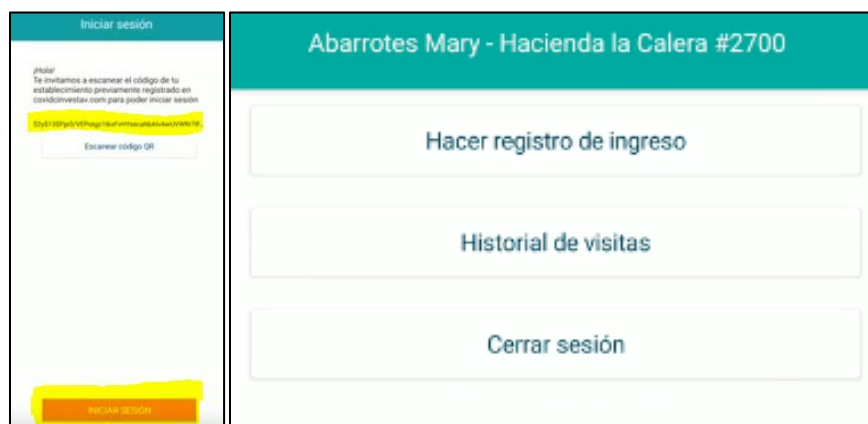 Iniciar sesión
¡Hola!
Te invitamos a escanear el código de tu
establecimiento previamente registrado en
covidcinvestav.com para poder iniciar sesión
Escanear código QR
INICIAR SESIÓN
Abarrotes Mary - Hacienda la Calera #2700
Hacer registro de ingreso
Historial de visitas
Cerrar sesión